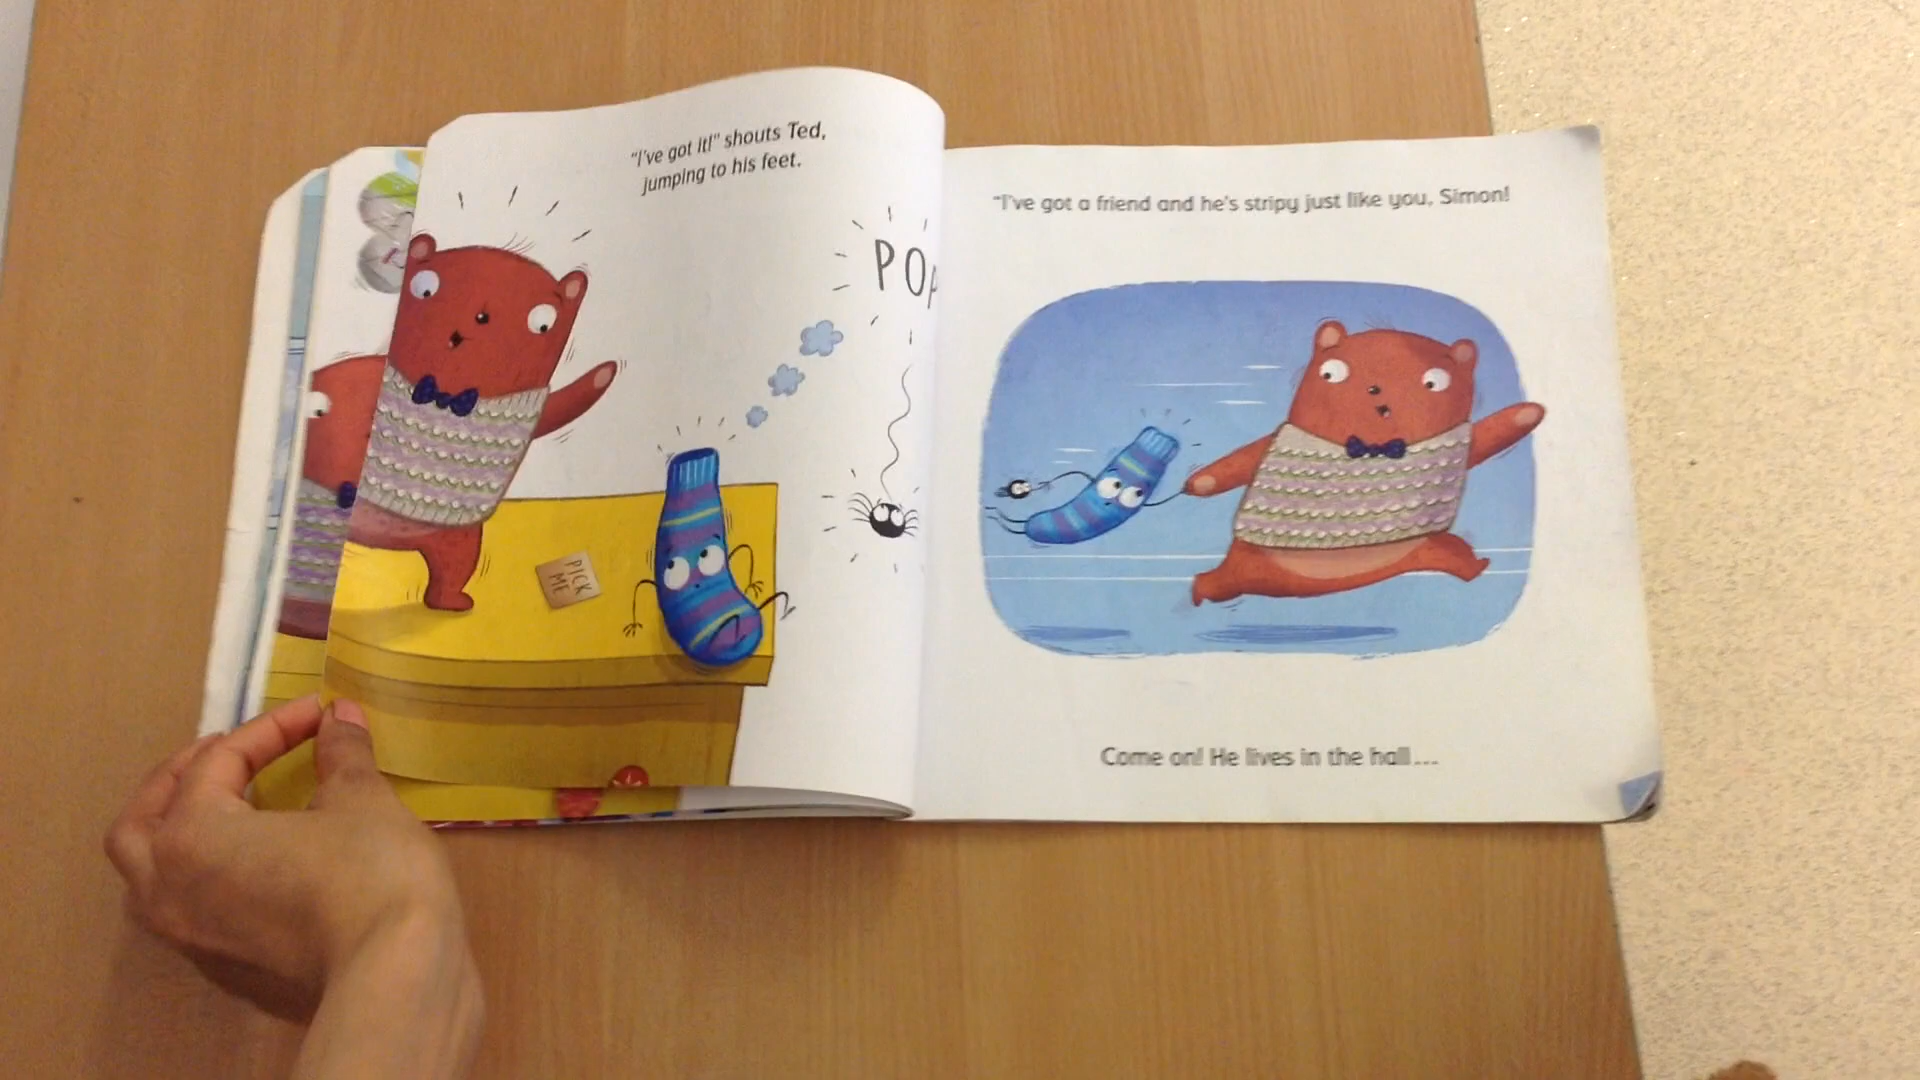 "I've got it!" shouts Ted,
jumping to his feet.
POP
PICK
ME
"I've got a friend and he's stripy just like you, Simon!
Come on! He lives in the hall...